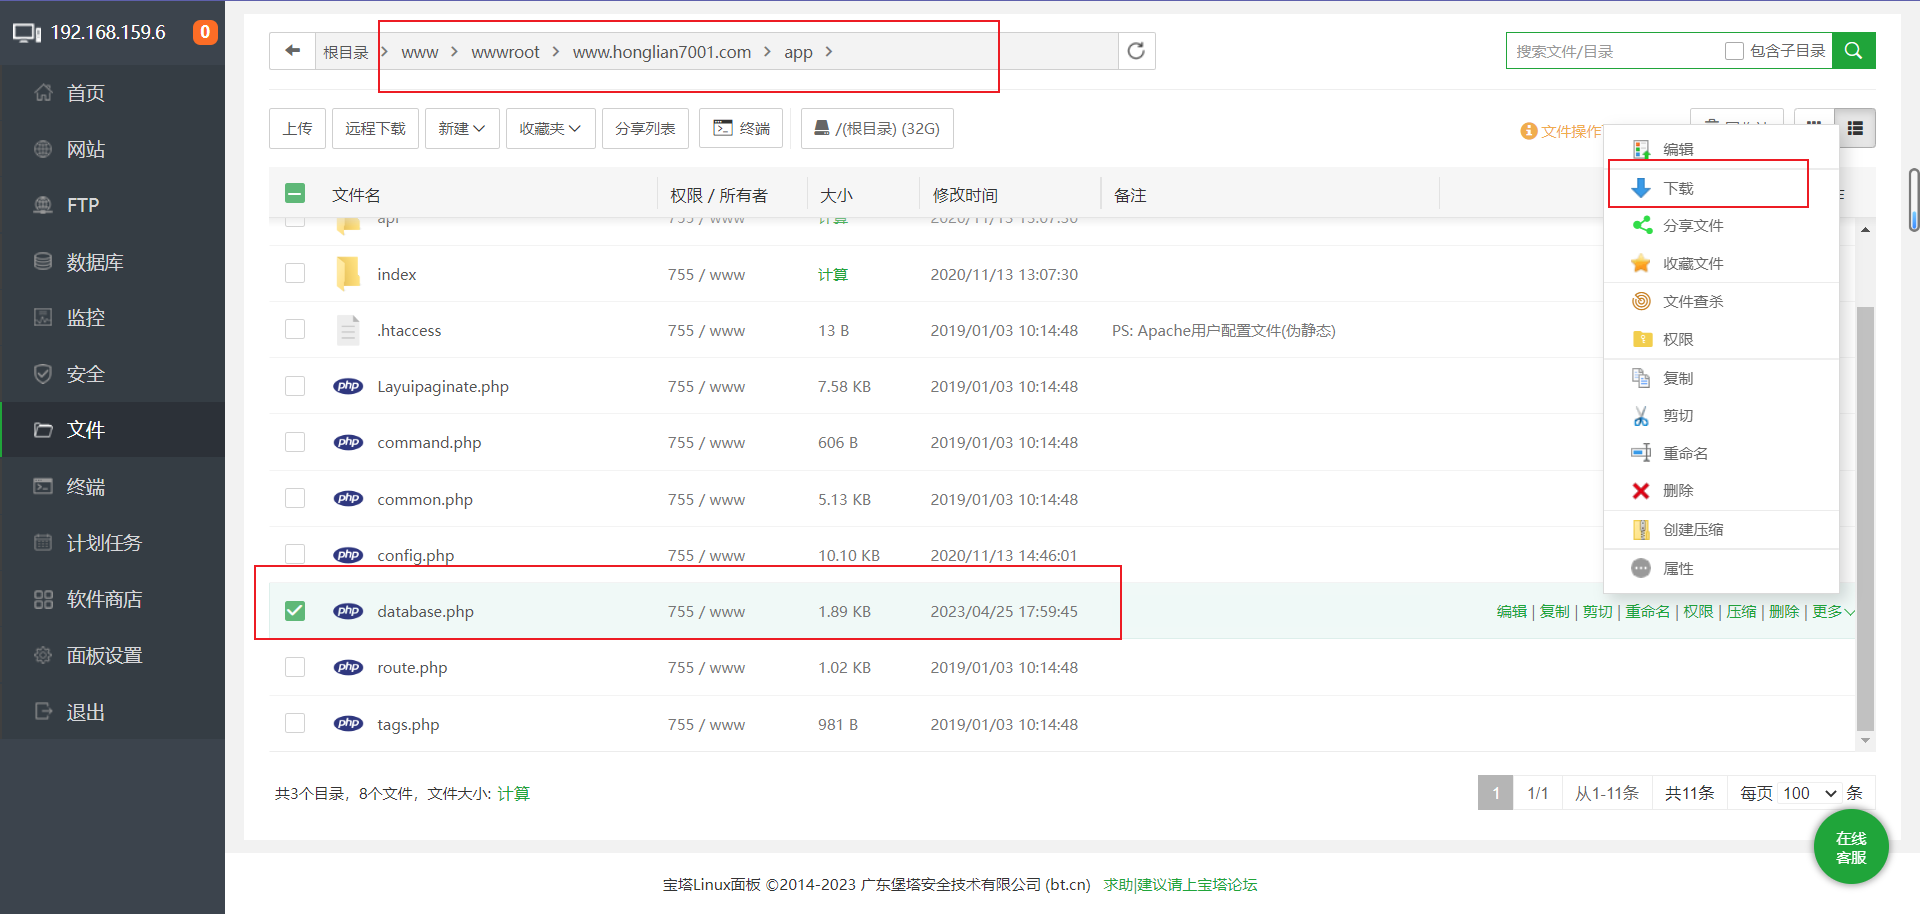 192.168.159.6 0
首页
网站
FTP
数据库
监控
安全
文件
终端
计划任务
软件商店
面板设置
退出
根目录 www wwwroot www.honglian7001.com app
搜索文件/目录 包含子目录
上传 远程下载 新建 收藏夹 分享列表 终端 /(根目录) (32G)
文件操作
文件名 权限 / 所有者 大小 修改时间 备注
api 755 / www 计算 2020/11/13 13:07:30
index 755 / www 计算 2020/11/13 13:07:30
.htaccess 755 / www 13 B 2019/01/03 10:14:48 PS: Apache用户配置文件(伪静态)
Layuipaginate.php 755 / www 7.58 KB 2019/01/03 10:14:48
command.php 755 / www 606 B 2019/01/03 10:14:48
common.php 755 / www 5.13 KB 2019/01/03 10:14:48
config.php 755 / www 10.10 KB 2020/11/13 14:46:01
database.php 755 / www 1.89 KB 2023/04/25 17:59:45 编辑 | 复制 | 剪切 | 重命名 | 权限 | 压缩 | 删除 | 更多
route.php 755 / www 1.02 KB 2019/01/03 10:14:48
tags.php 755 / www 981 B 2019/01/03 10:14:48
编辑
下载
分享文件
收藏文件
文件查杀
权限
复制
剪切
重命名
删除
创建压缩
属性
共3个目录，8个文件，文件大小: 计算
1 1/1 从1-11条 共11条 每页 100 条
在线
客服
宝塔Linux面板 ©2014-2023 广东堡塔安全技术有限公司 (bt.cn) 求助|建议请上宝塔论坛